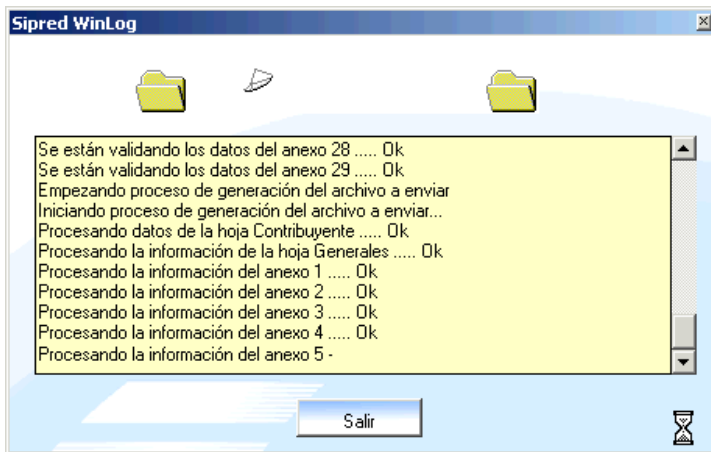 Sipred WinLog
Se están validando los datos del anexo 28 ..... Ok
Se están validando los datos del anexo 29 ..... Ok
Empezando proceso de generación del archivo a enviar
Iniciando proceso de generación del archivo a enviar...
Procesando datos de la hoja Contribuyente ..... Ok
Procesando la información de la hoja Generales ..... Ok
Procesando la información del anexo 1 ..... Ok
Procesando la información del anexo 2 ..... Ok
Procesando la información del anexo 3 ..... Ok
Procesando la información del anexo 4 ..... Ok
Procesando la información del anexo 5 -
Salir